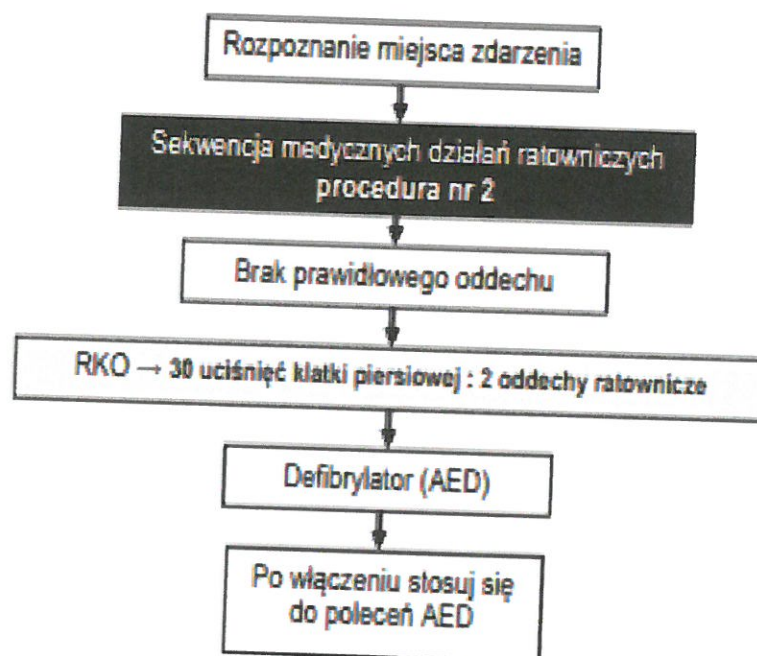 Rozpoznanie miejsca zdarzenia
Sekwencja medycznych działań ratowniczych
procedura nr 2
Brak prawidłowego oddechu
RKO → 30 uciśnięć klatki piersiowej : 2 oddechy ratownicze
Defibrylator (AED)
Po włączeniu stosuj się
do poleceń AED